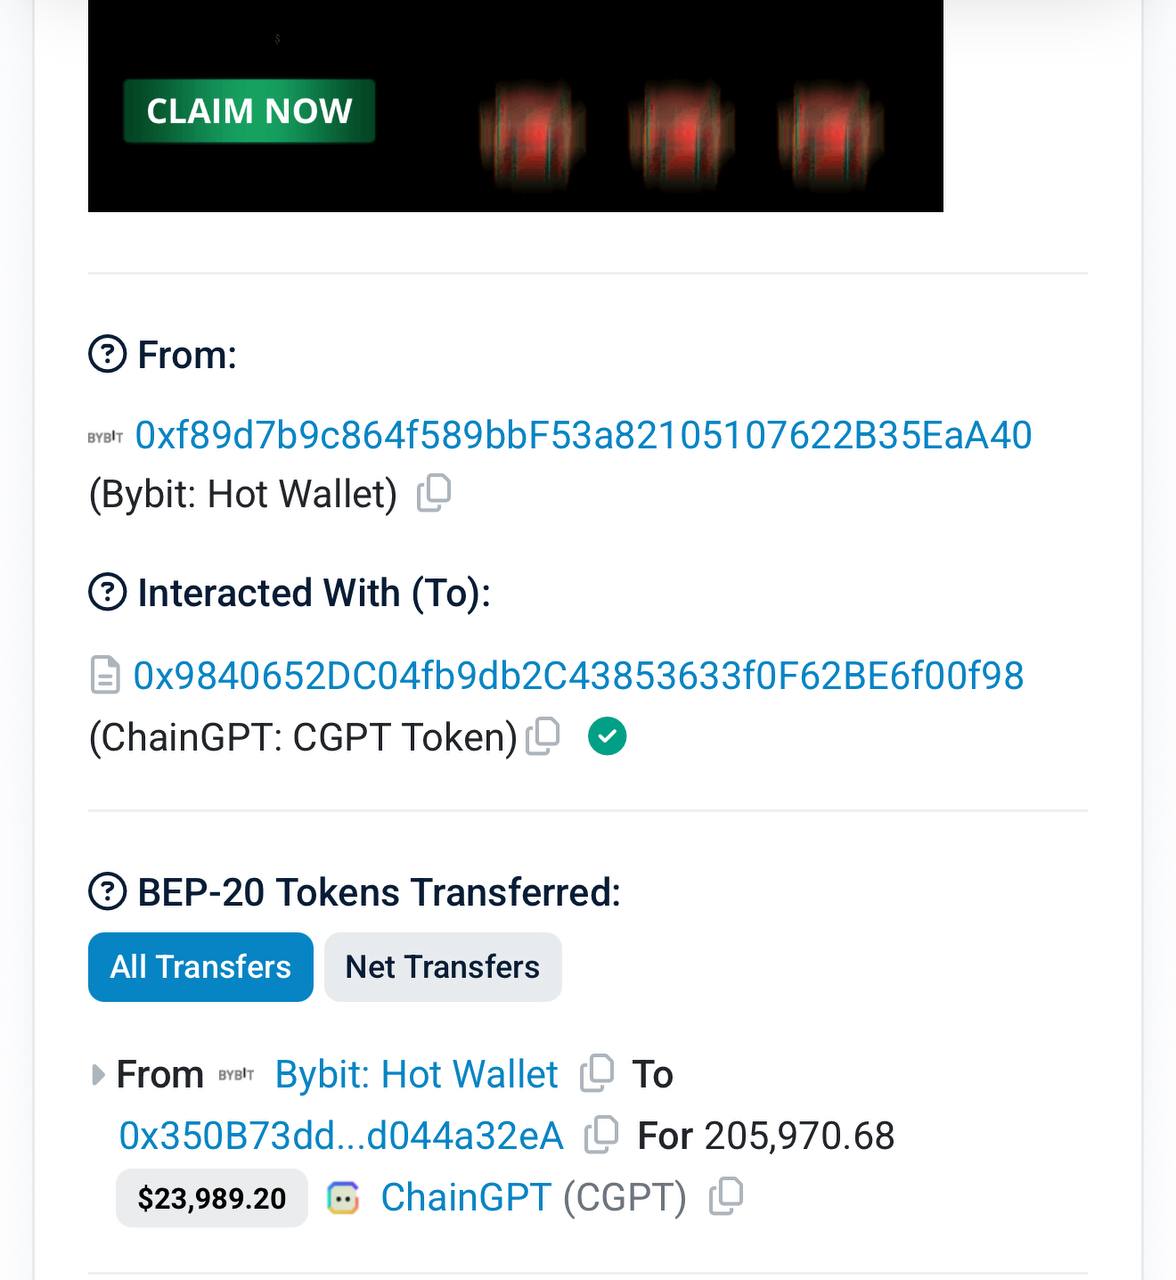 $
CLAIM NOW
From:
BYBIT 0xf89d7b9c864f589bbF53a82105107622B35EaA40
(Bybit: Hot Wallet)
Interacted With (To):
0x9840652DC04fb9db2C43853633f0F62BE6f00f98
(ChainGPT: CGPT Token)
BEP-20 Tokens Transferred:
All Transfers Net Transfers
From BYBIT Bybit: Hot Wallet To
0x350B73dd...d044a32eA For 205,970.68
$23,989.20 ChainGPT (CGPT)